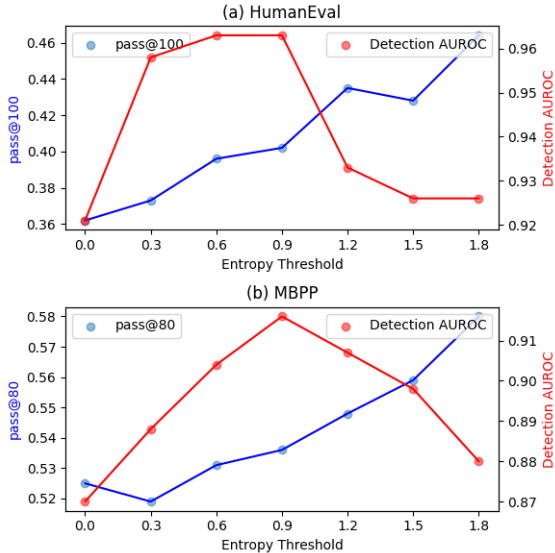 (a) HumanEval
pass@100
Detection AUROC
0.46
0.44
0.42
0.40
0.38
0.36
pass@100
0.96
0.95
0.94
0.93
0.92
Detection AUROC
0.0 0.3 0.6 0.9 1.2 1.5 1.8
Entropy Threshold
(b) MBPP
pass@80
Detection AUROC
0.58
0.57
0.56
0.55
0.54
0.53
0.52
pass@80
0.91
0.90
0.89
0.88
0.87
Detection AUROC
0.0 0.3 0.6 0.9 1.2 1.5 1.8
Entropy Threshold